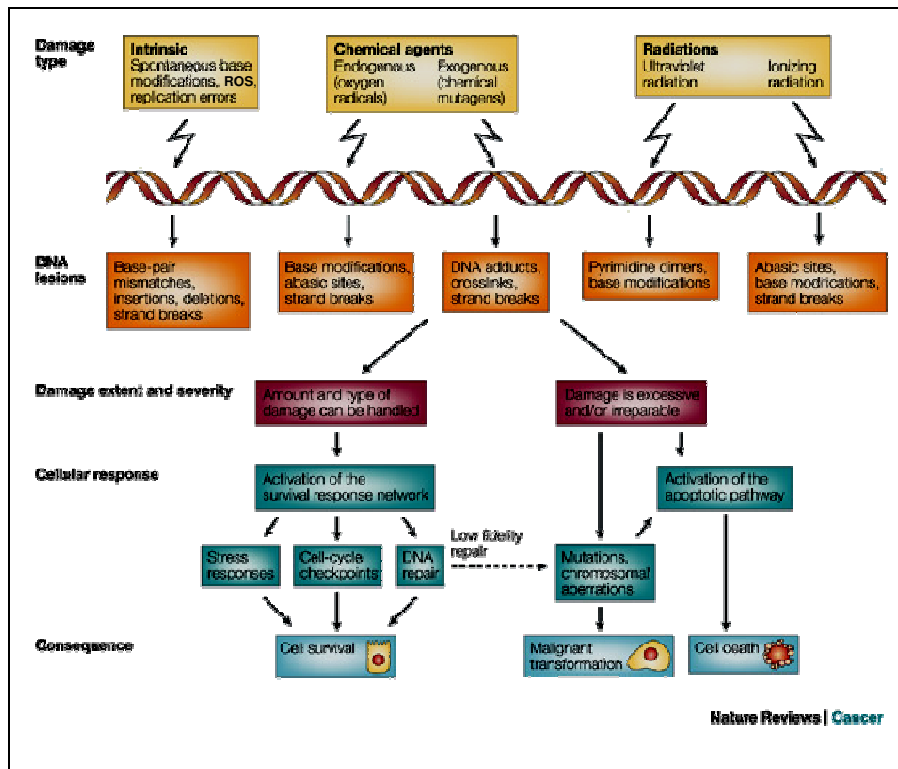 Damage
type
Intrinsic
Spontaneous base
modifications, ROS,
replication errors
Chemical agents
Endogenous Exogenous
(oxygen (chemical
radicals) mutagens)
Radiations
Ultraviolet Ionizing
radiation radiation
DNA
lesions
Base-pair
mismatches,
insertions, deletions,
strand breaks
Base modifications,
abasic sites,
strand breaks
DNA adducts,
crosslinks,
strand breaks
Pyrimidine dimers,
base modifications
Abasic sites,
base modifications,
strand breaks
Damage extent and severity
Amount and type of
damage can be handled
Damage is excessive
and/or irreparable
Cellular response
Activation of the
survival response network
Activation of the
apoptotic pathway
Stress
responses
Cell-cycle
checkpoints
DNA
repair
Low fidelity
repair
Mutations,
chromosomal
aberrations
Consequence
Cell survival
Malignant
transformation
Cell death
Nature Reviews | Cancer